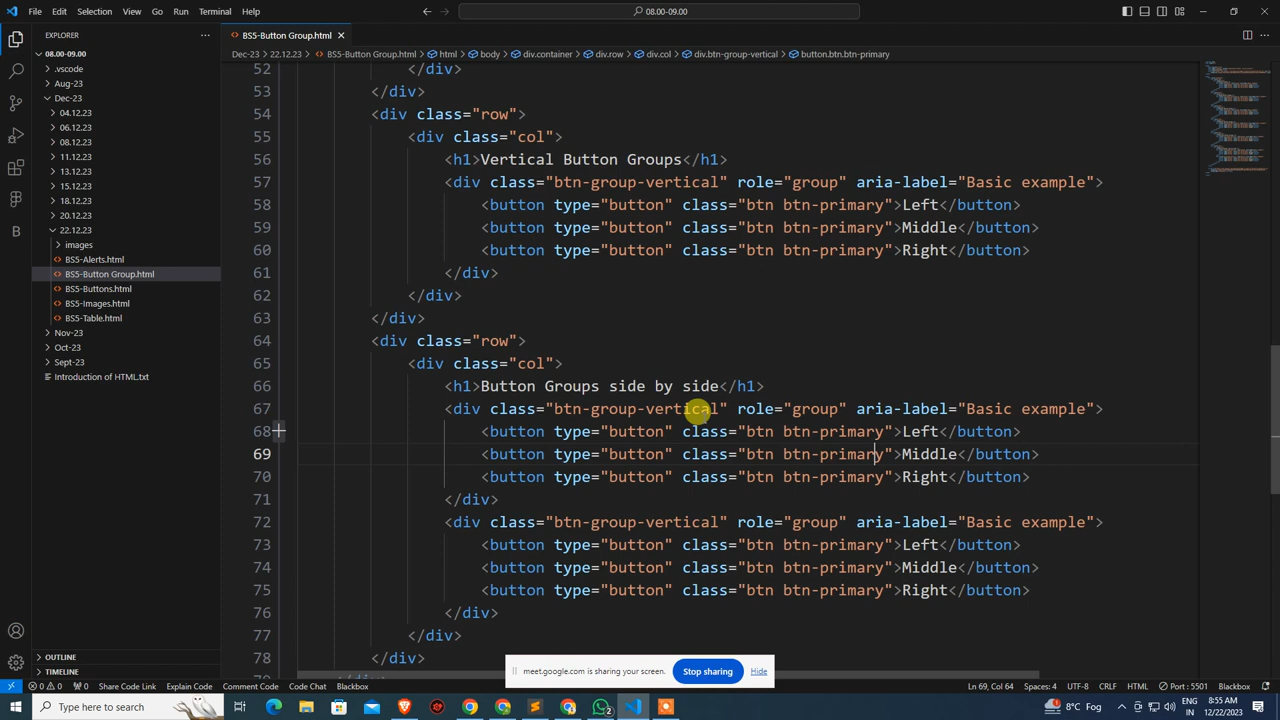 File Edit Selection View Go Run Terminal Help
08.00-09.00
EXPLORER
BS5-Button Group.html
08.00-09.00
Dec-23 > 22.12.23 > BS5-Button Group.html > html > body > div.container > div.row > div.col > div.btn-group-vertical > button.btn.btn-primary
.vscode
Aug-23
Dec-23
04.12.23
06.12.23
08.12.23
11.12.23
13.12.23
15.12.23
18.12.23
20.12.23
22.12.23
images
BS5-Alerts.html
BS5-Button Group.html
BS5-Buttons.html
BS5-Images.html
BS5-Table.html
Nov-23
Oct-23
Sept-23
Introduction of HTML.txt
OUTLINE
TIMELINE
52 </div>
53 </div>
54 <div class="row">
55 <div class="col">
56 <h1>Vertical Button Groups</h1>
57 <div class="btn-group-vertical" role="group" aria-label="Basic example">
58 <button type="button" class="btn btn-primary">Left</button>
59 <button type="button" class="btn btn-primary">Middle</button>
60 <button type="button" class="btn btn-primary">Right</button>
61 </div>
62 </div>
63 </div>
64 <div class="row">
65 <div class="col">
66 <h1>Button Groups side by side</h1>
67 <div class="btn-group-vertical" role="group" aria-label="Basic example">
68 <button type="button" class="btn btn-primary">Left</button>
69 <button type="button" class="btn btn-primary">Middle</button>
70 <button type="button" class="btn btn-primary">Right</button>
71 </div>
72 <div class="btn-group-vertical" role="group" aria-label="Basic example">
73 <button type="button" class="btn btn-primary">Left</button>
74 <button type="button" class="btn btn-primary">Middle</button>
75 <button type="button" class="btn btn-primary">Right</button>
76 </div>
77 </div>
78 </div>
meet.google.com is sharing your screen. Stop sharing Hide
0 0 0 Share Code Link Explain Code Comment Code Code Chat Blackbox Ln 69, Col 64 Spaces: 4 UTF-8 CRLF HTML Port : 5501 Blackbox
Type here to search
2
8°C Fog
IN
8:55 AM
12/22/2023